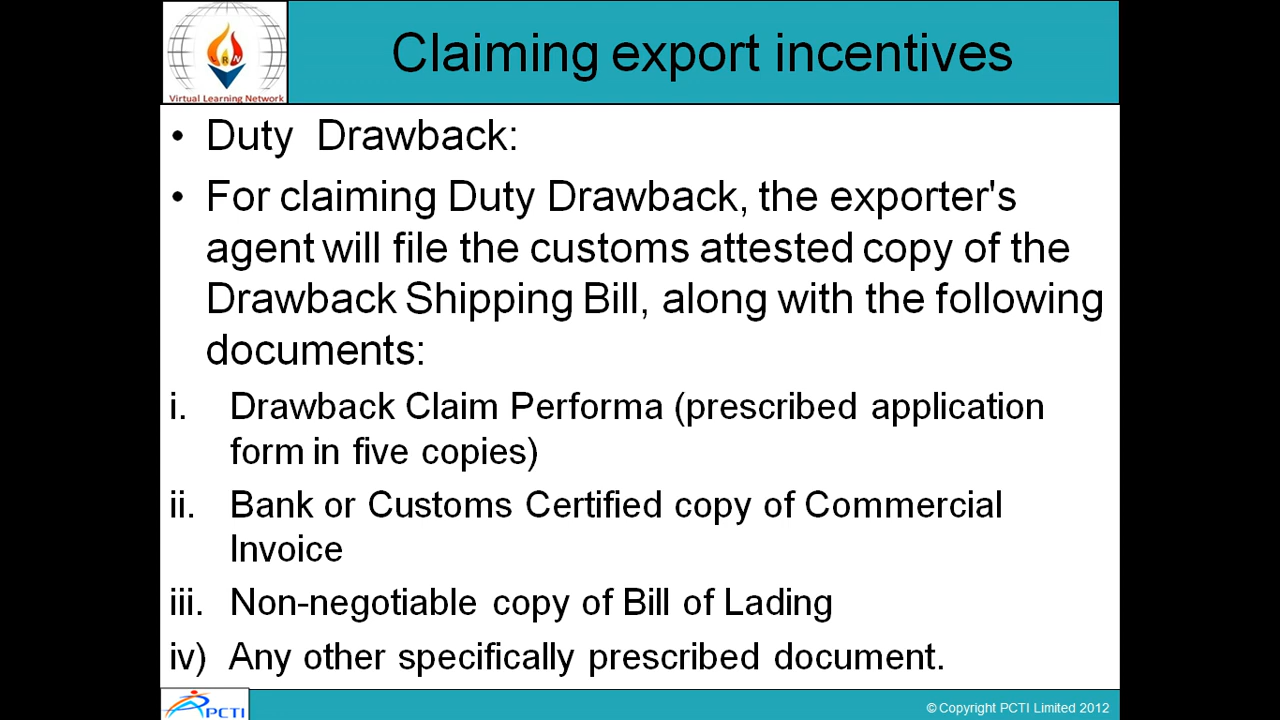 Claiming export incentives
Virtual Learning Network
• Duty Drawback:
• For claiming Duty Drawback, the exporter's
agent will file the customs attested copy of the
Drawback Shipping Bill, along with the following
documents:
i. Drawback Claim Performa (prescribed application
form in five copies)
ii. Bank or Customs Certified copy of Commercial
Invoice
iii. Non-negotiable copy of Bill of Lading
iv) Any other specifically prescribed document.
PCTI
© Copyright PCTI Limited 2012